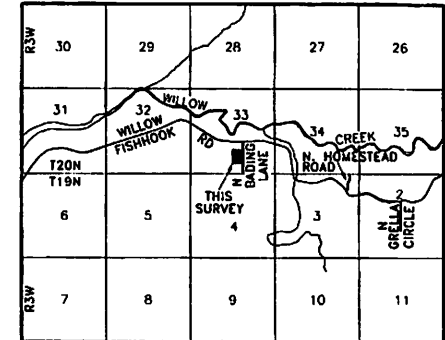 R3W 30 29 28 27 26
31 32 WILLOW 33 34 CREEK 35
WILLOW
FISHHOOK RD
N. HOMESTEAD
ROAD
T20N
T19N
THIS
SURVEY
N BADING
LANE
6 5 4 3 2
N GRELLA
CIRCLE
R3W 7 8 9 10 11